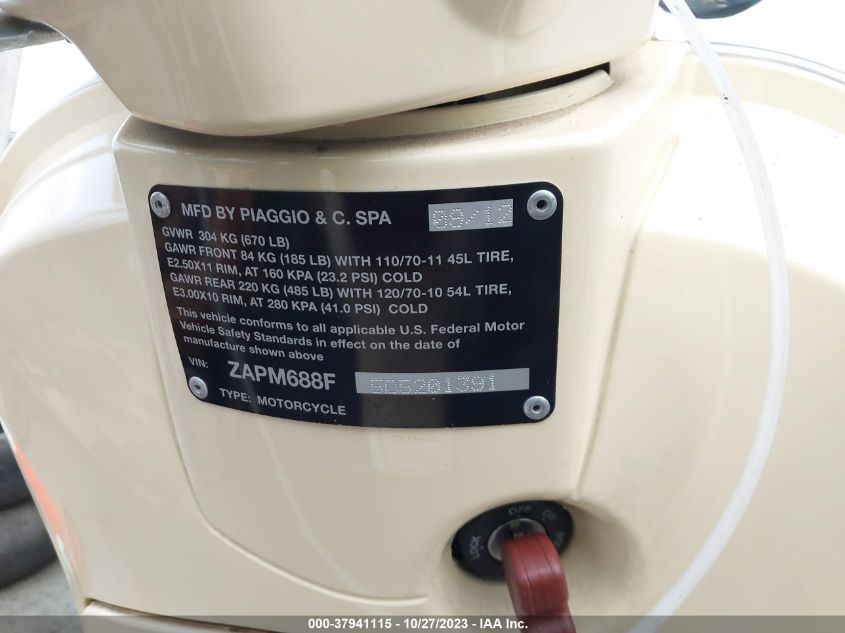 MFD BY PIAGGIO & C. SPA 09/12
GVWR 304 KG (670 LB)
GAWR FRONT 84 KG (185 LB) WITH 110/70-11 45L TIRE,
E2.50X11 RIM, AT 160 KPA (23.2 PSI) COLD
GAWR REAR 220 KG (485 LB) WITH 120/70-10 54L TIRE,
E3.00X10 RIM, AT 280 KPA (41.0 PSI) COLD
This vehicle conforms to all applicable U.S. Federal Motor
Vehicle Safety Standards in effect on the date of
manufacture shown above
VIN: ZAPM688F
TYPE: MOTORCYCLE
LOCK OFF ON
000-37941115 - 10/27/2023 - IAA Inc.